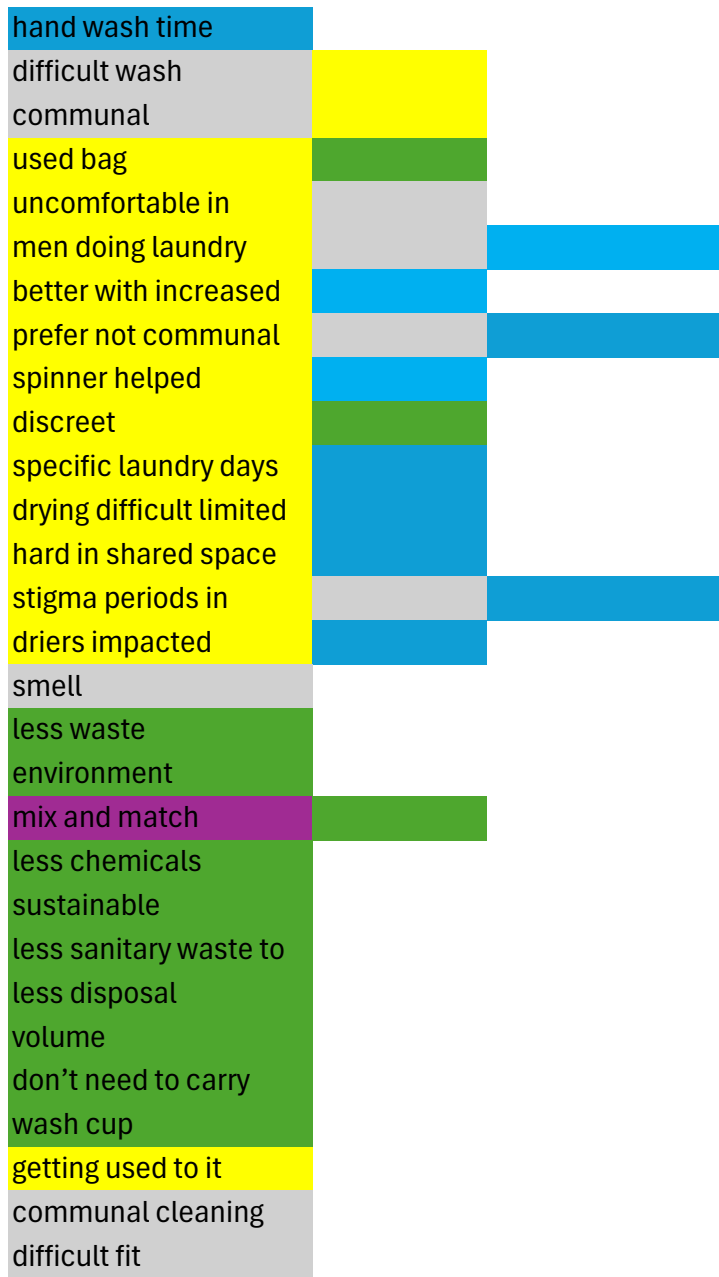 hand wash time
difficult wash
communal
used bag
uncomfortable in
men doing laundry
better with increased
prefer not communal
spinner helped
discreet
specific laundry days
drying difficult limited
hard in shared space
stigma periods in
driers impacted
smell
less waste
environment
mix and match
less chemicals
sustainable
less sanitary waste to
less disposal
volume
don’t need to carry
wash cup
getting used to it
communal cleaning
difficult fit